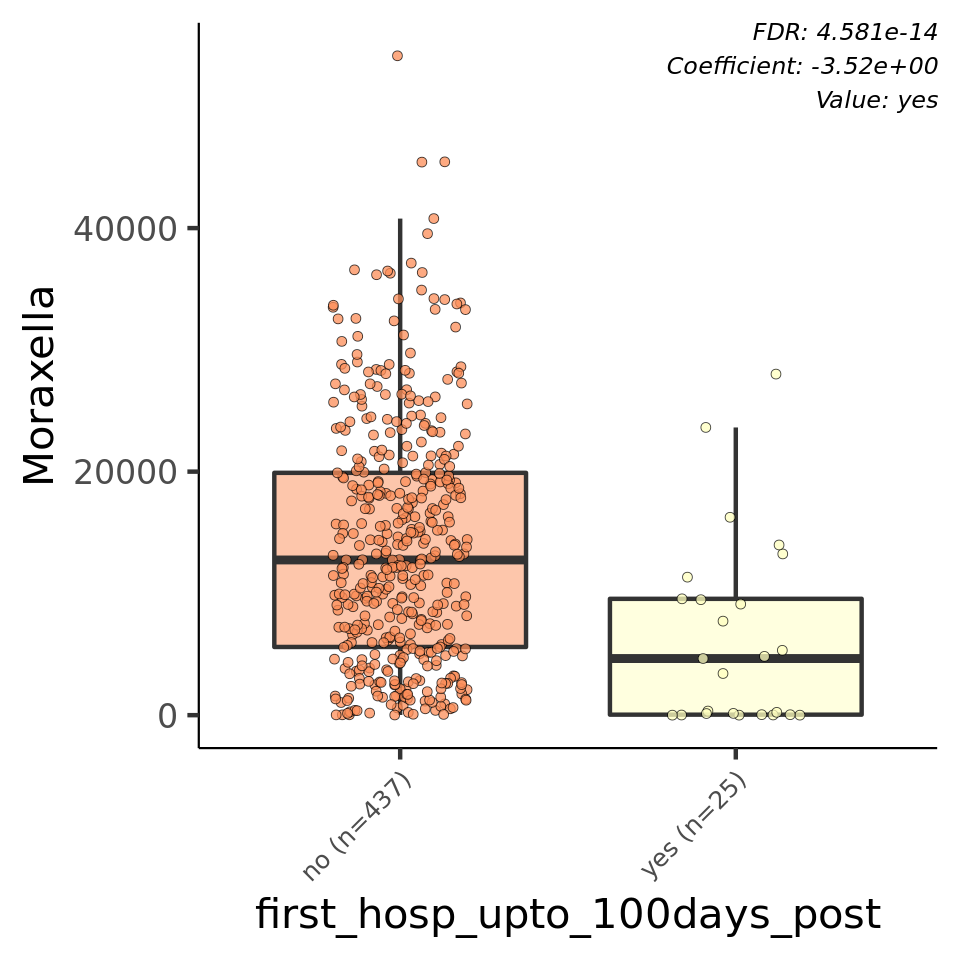 FDR: 4.581e-14
Coefficient: -3.52e+00
Value: yes
Moraxella
40000
20000
0
no (n=437)
yes (n=25)
first_hosp_upto_100days_post